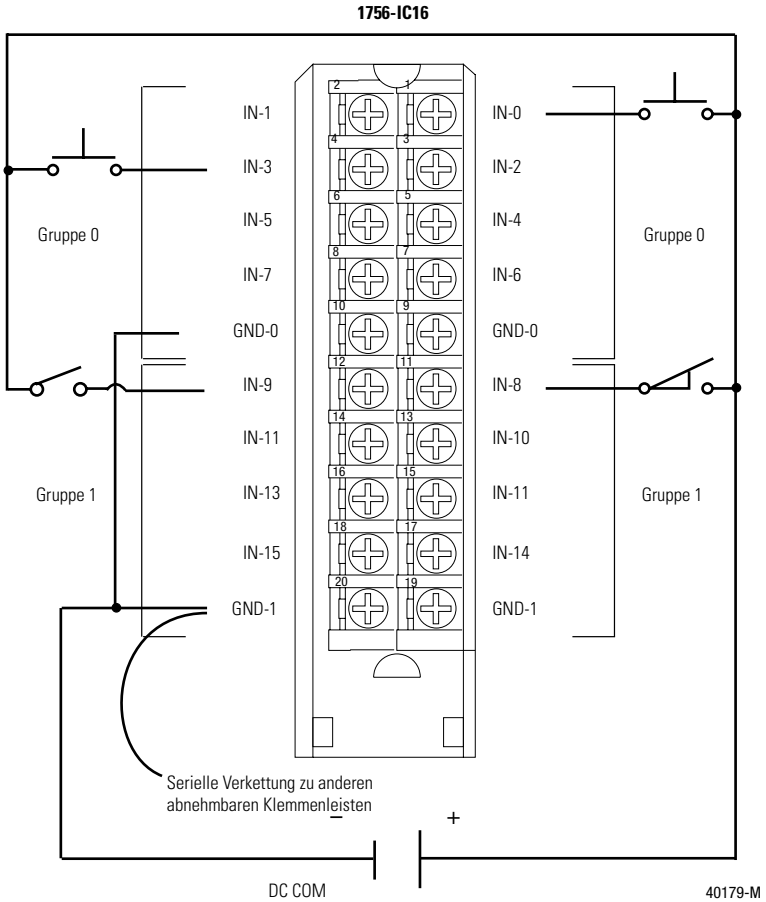 1756-IC16
2 1
IN-1 IN-0
4 3
IN-3 IN-2
6 5
IN-5 IN-4
Gruppe 0 Gruppe 0
8 7
IN-7 IN-6
10 9
GND-0 GND-0
12 11
IN-9 IN-8
14 13
IN-11 IN-10
16 15
IN-13 IN-11
Gruppe 1 Gruppe 1
18 17
IN-15 IN-14
20 19
GND-1 GND-1
Serielle Verkettung zu anderen
abnehmbaren Klemmenleisten
– +
DC COM
40179-M